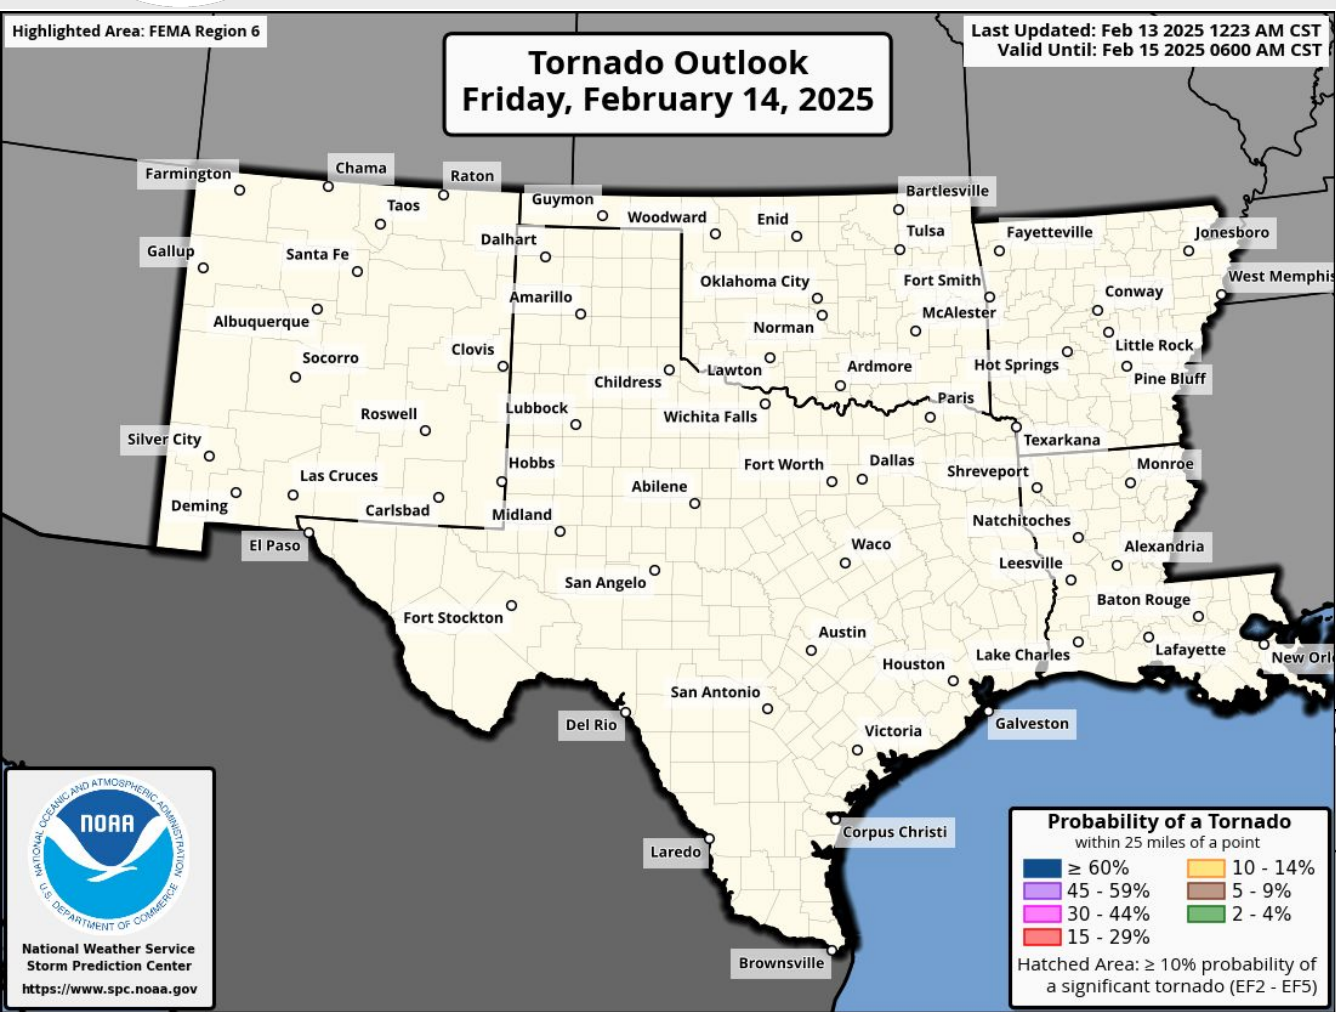 Highlighted Area: FEMA Region 6
Last Updated: Feb 13 2025 1223 AM CST
Valid Until: Feb 15 2025 0600 AM CST
Tornado Outlook
Friday, February 14, 2025
Farmington
Chama
Raton
Taos
Guymon
Woodward
Enid
Bartlesville
Tulsa
Fayetteville
Jonesboro
Gallup
Santa Fe
Dalhart
Oklahoma City
Fort Smith
West Memphis
Conway
Albuquerque
Amarillo
Norman
McAlester
Little Rock
Socorro
Clovis
Childress
Lawton
Ardmore
Hot Springs
Pine Bluff
Roswell
Lubbock
Wichita Falls
Paris
Silver City
Texarkana
Las Cruces
Hobbs
Abilene
Fort Worth
Dallas
Shreveport
Monroe
Deming
Carlsbad
Midland
Natchitoches
El Paso
Waco
Alexandria
San Angelo
Leesville
Fort Stockton
Baton Rouge
Austin
Houston
Lake Charles
Lafayette
New Orl
San Antonio
Del Rio
Galveston
Victoria
Corpus Christi
Laredo
Brownsville
NATIONAL OCEANIC AND ATMOSPHERIC ADMINISTRATION
NOAA
U.S. DEPARTMENT OF COMMERCE
National Weather Service
Storm Prediction Center
https://www.spc.noaa.gov
Probability of a Tornado
within 25 miles of a point
≥ 60%
45 - 59%
30 - 44%
15 - 29%
10 - 14%
5 - 9%
2 - 4%
Hatched Area: ≥ 10% probability of
a significant tornado (EF2 - EF5)